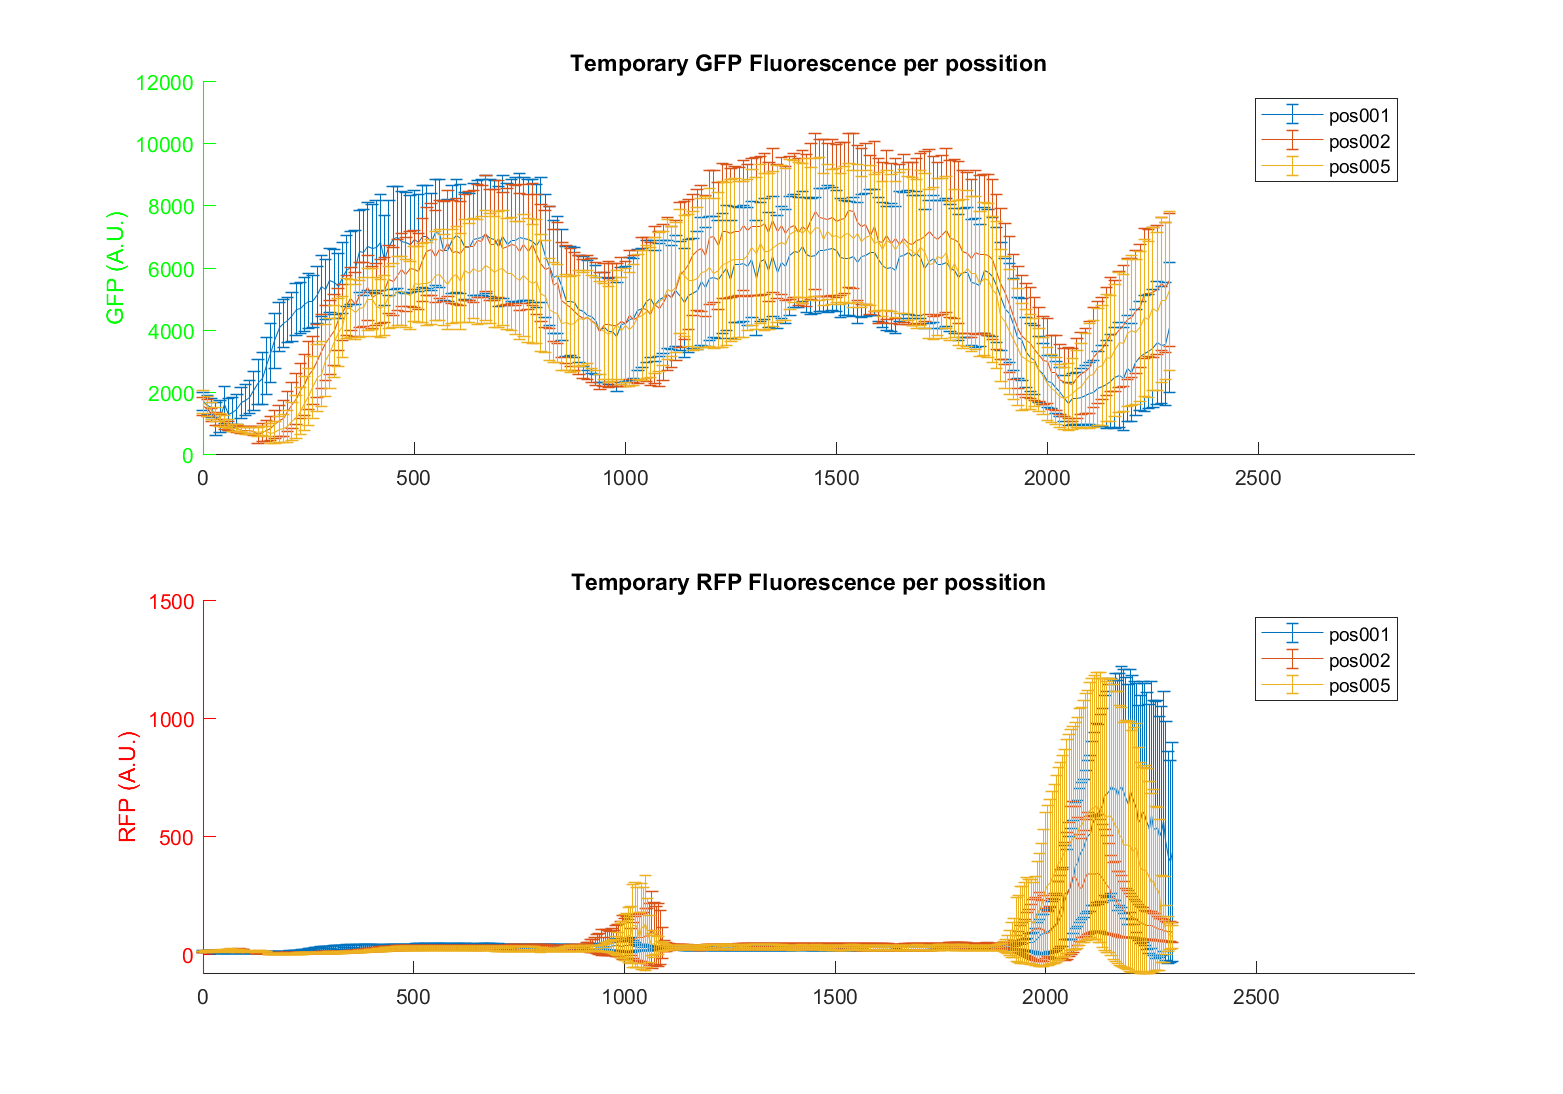 Temporary GFP Fluorescence per possition
12000
10000
8000
6000
4000
2000
0
GFP (A.U.)
0 500 1000 1500 2000 2500
pos001
pos002
pos005
Temporary RFP Fluorescence per possition
1500
1000
500
0
RFP (A.U.)
0 500 1000 1500 2000 2500
pos001
pos002
pos005